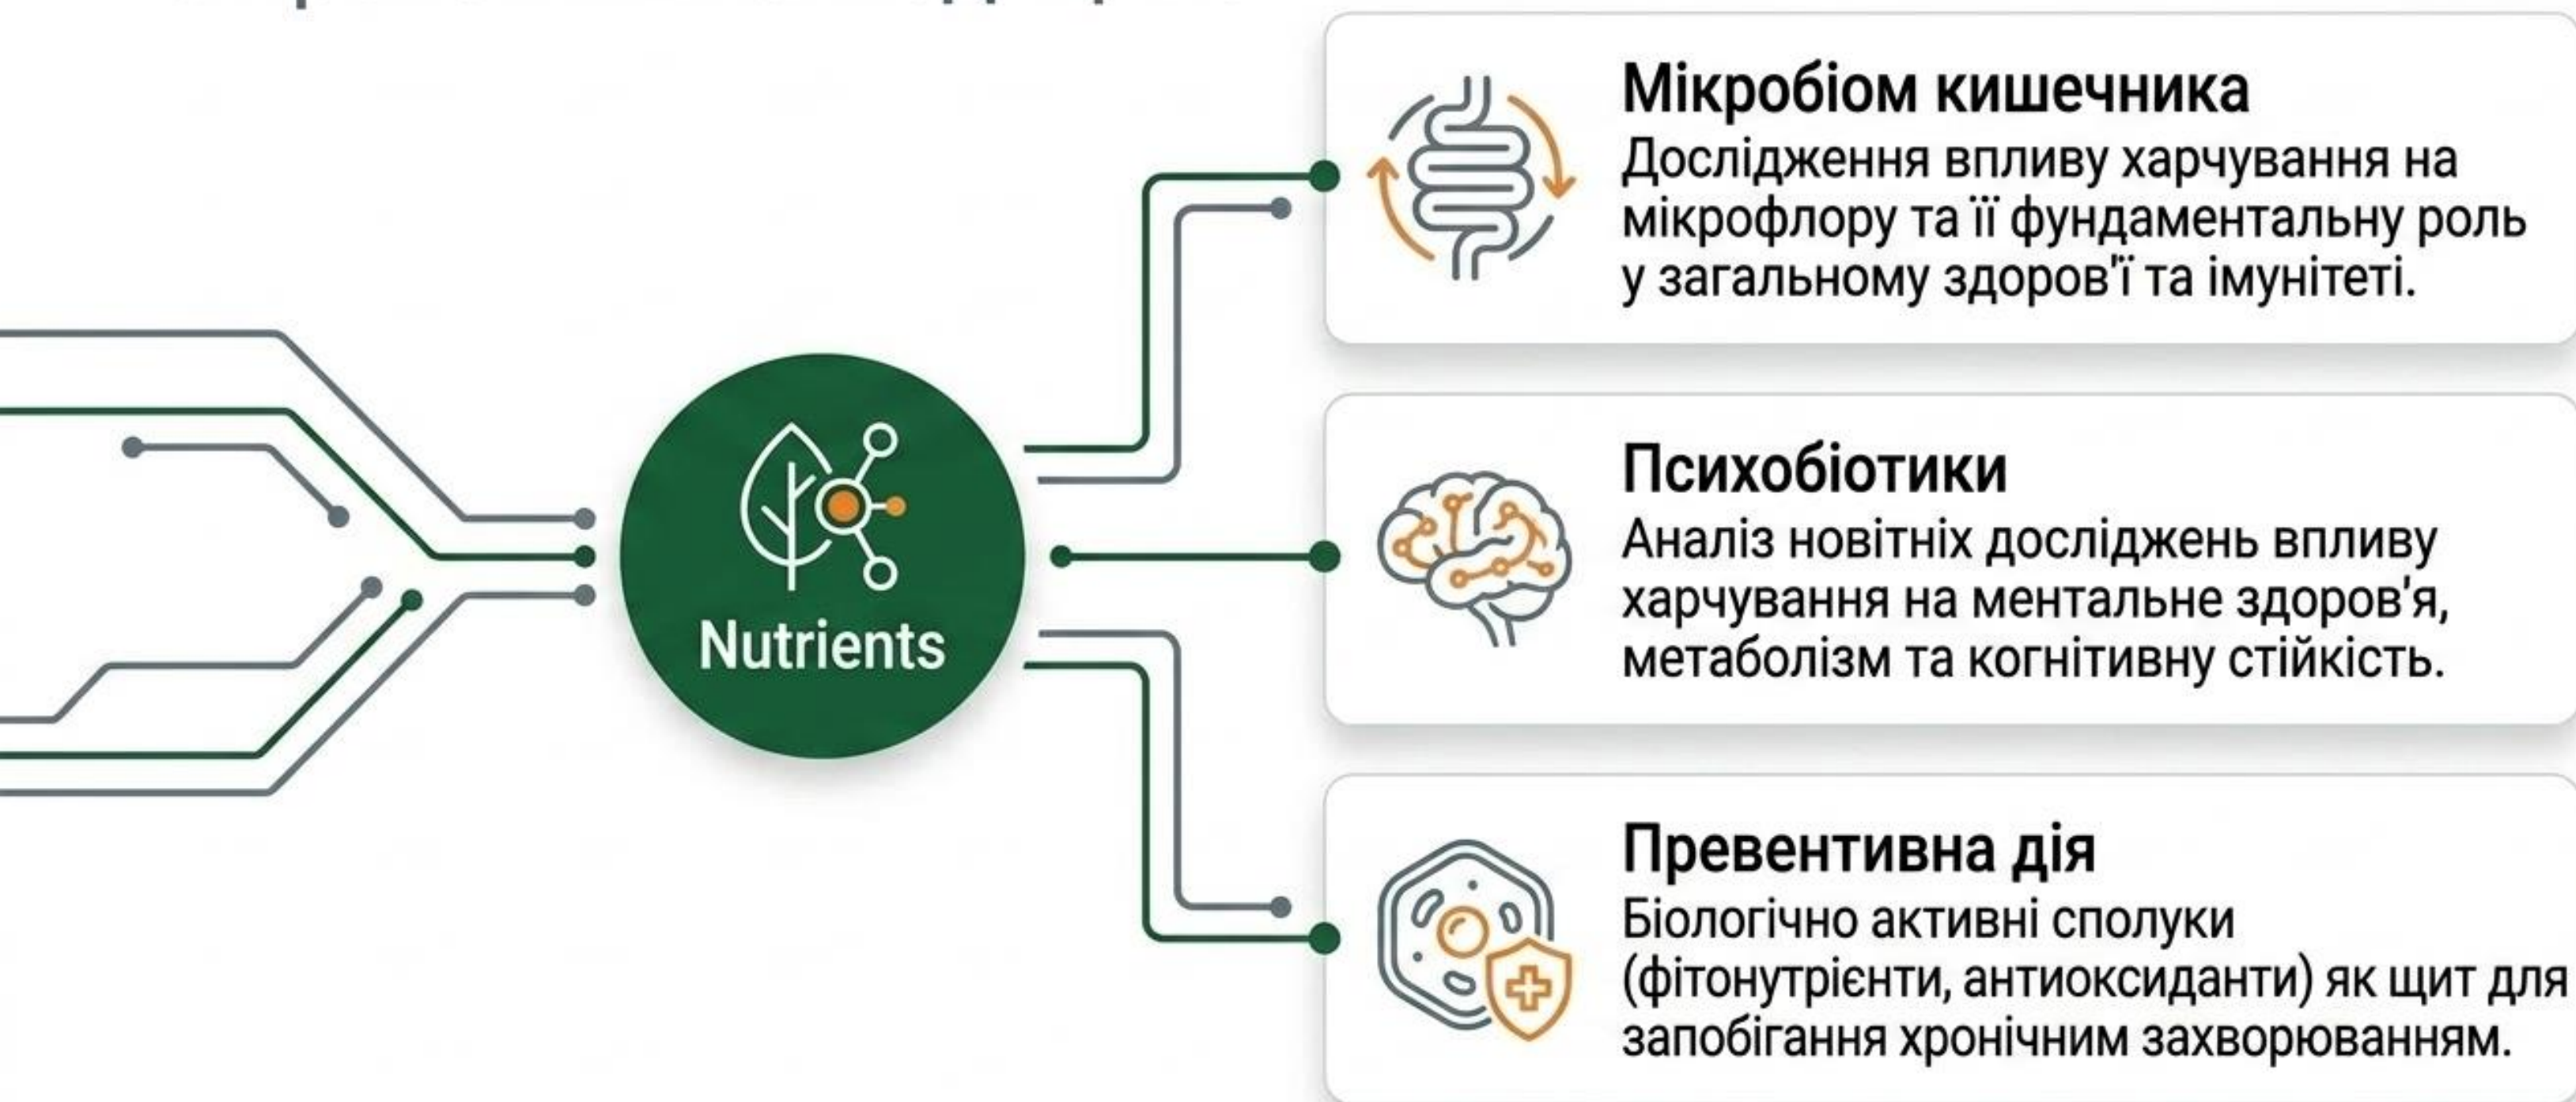 Nutrients
Мікробіом кишечника
Дослідження впливу харчування на
мікрофлору та її фундаментальну роль
у загальному здоров'ї та імунітеті.
Психобіотики
Аналіз новітніх досліджень впливу
харчування на ментальне здоров'я,
метаболізм та когнітивну стійкість.
Превентивна дія
Біологічно активні сполуки
(фітонутрієнти, антиоксиданти) як щит для
запобігання хронічним захворюванням.